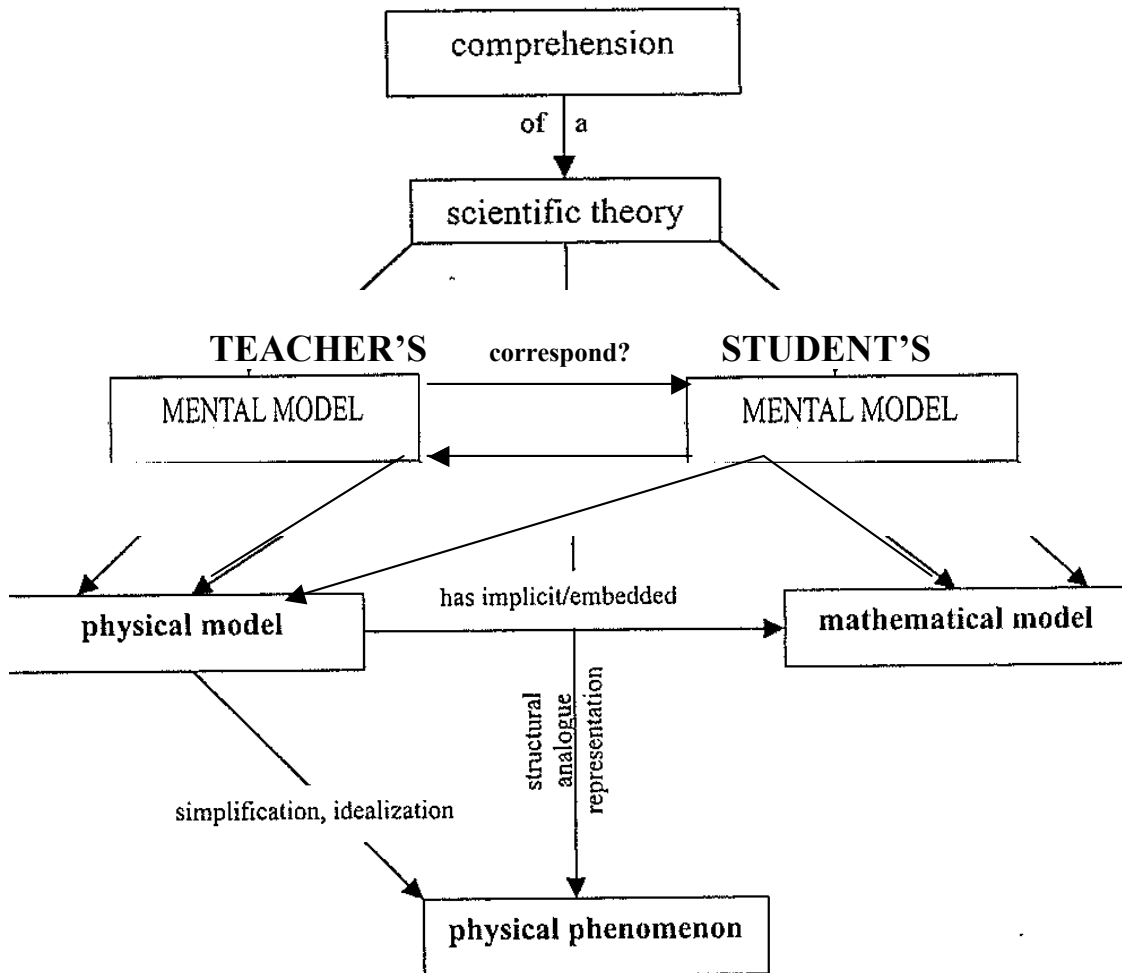 comprehension
of a
scientific theory
TEACHER’S correspond? STUDENT’S
MENTAL MODEL MENTAL MODEL
has implicit/embedded
physical model mathematical model
structural
analogue
representation
simplification, idealization
physical phenomenon